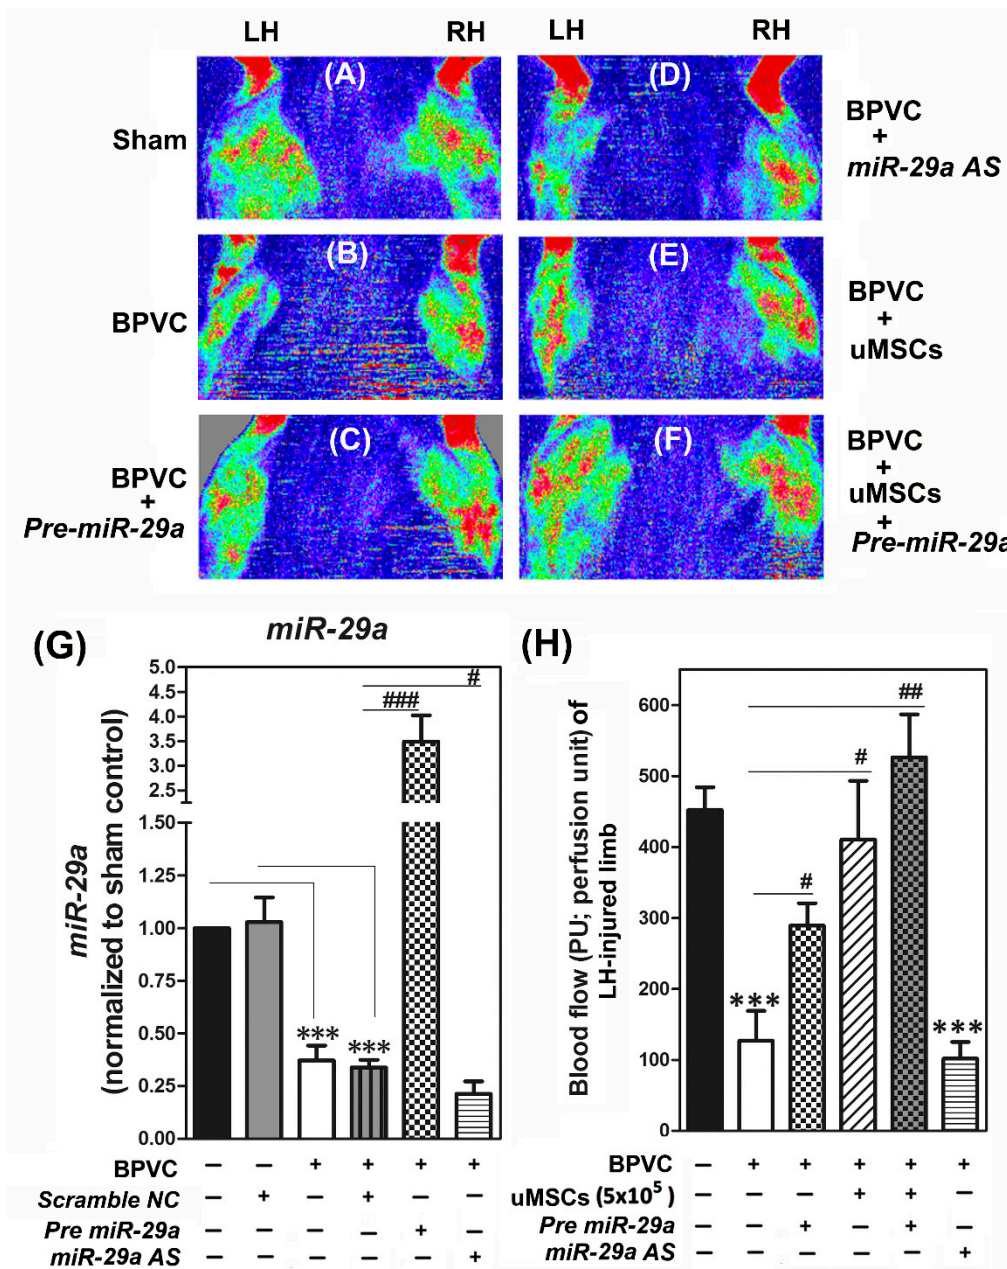 LH RH LH RH
Sham
(A)
(D)
BPVC
+
miR-29a AS
BPVC
(B)
(E)
BPVC
+
uMSCs
BPVC
+
Pre-miR-29a
(C)
(F)
BPVC
+
uMSCs
+
Pre-miR-29a
(G)
miR-29a
miR-29a
(normalized to sham control)
5.0
4.5
4.0
3.5
3.0
2.5
1.50
1.25
1.00
0.75
0.50
0.25
0.00
#
###
*** ***
BPVC – – + + + +
Scramble NC – + – + – –
Pre miR-29a – – – – + –
miR-29a AS – – – – – +
(H)
Blood flow (PU; perfusion unit) of
LH-injured limb
600
500
400
300
200
100
0
##
#
#
*** ***
BPVC – + + + + +
uMSCs (5x10⁵) – – – + + –
Pre miR-29a – – + – + –
miR-29a AS – – – – – +